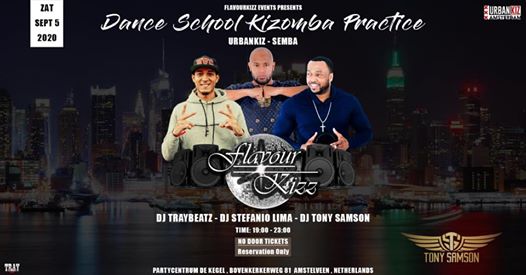 ZAT
SEPT 5
2020
FLAVOURKIZZ EVENTS PRESENTS
Dance School Kizomba Practice
URBANKIZ - SEMBA
URBANKIZ
AMSTERDAM
Flavour
Kizz
DJ TRAYBEATZ - DJ STEFANIO LIMA - DJ TONY SAMSON
TIME: 19:00 - 23:00
NO DOOR TICKETS
Reservation Only
TS
TONY SAMSON
TRAY
PARTYCENTRUM DE KEGEL , BOVENKERKERWEG 81 AMSTELVEEN , NETHERLANDS